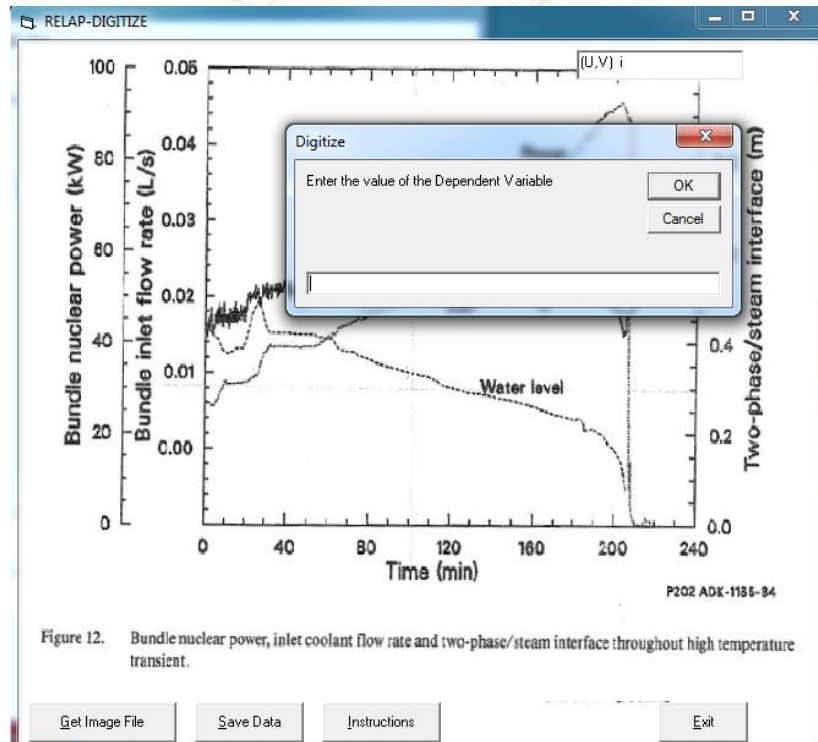 RELAP-DIGITIZE
(U,V) i
Digitize
Enter the value of the Dependent Variable
OK
Cancel
100
80
60
40
20
0
Bundle nuclear power (kW)
0.05
0.04
0.03
0.02
0.01
0.00
Bundle inlet flow rate (L/s)
Water level
0.4
0.2
0.0
Two-phase/steam interface (m)
0 40 80 120 160 200 240
Time (min)
P202 ADK-1185-84
Figure 12. Bundle nuclear power, inlet coolant flow rate and two-phase/steam interface throughout high temperature
transient.
Get Image File
Save Data
Instructions
Exit